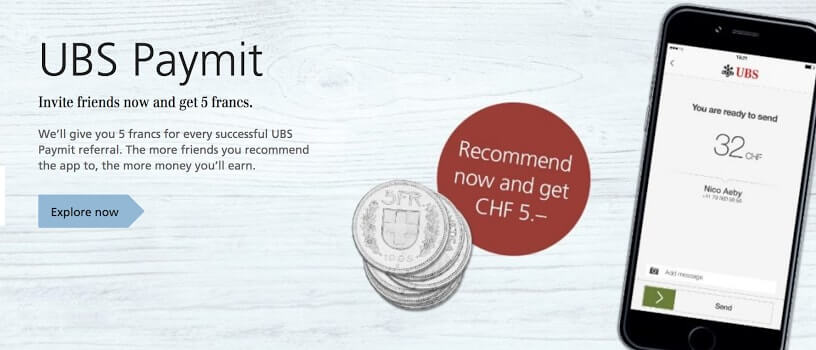 UBS Paymit
Invite friends now and get 5 francs.
We'll give you 5 francs for every successful UBS
Paymit referral. The more friends you recommend
the app to, the more money you'll earn.
Explore now
Recommend
now and get
CHF 5.–
5 FR.
UBS
You are ready to send
32 CHF
Nico Aeby
Add message
Send